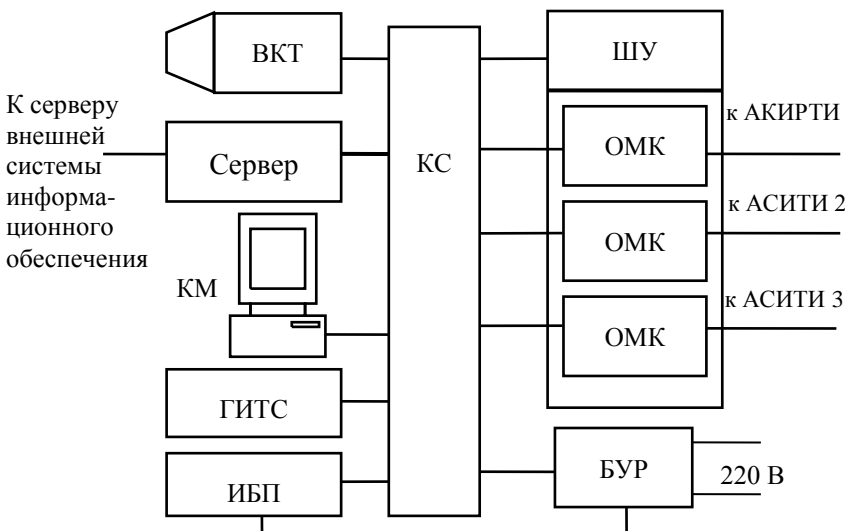 ВКТ
ШУ
К серверу
внешней
системы
информа-
ционного
обеспечения
Сервер
КС
ОМК
к АКИРТИ
ОМК
к АСИТИ 2
КМ
ОМК
к АСИТИ 3
ГИТС
ИБП
БУР
220 В